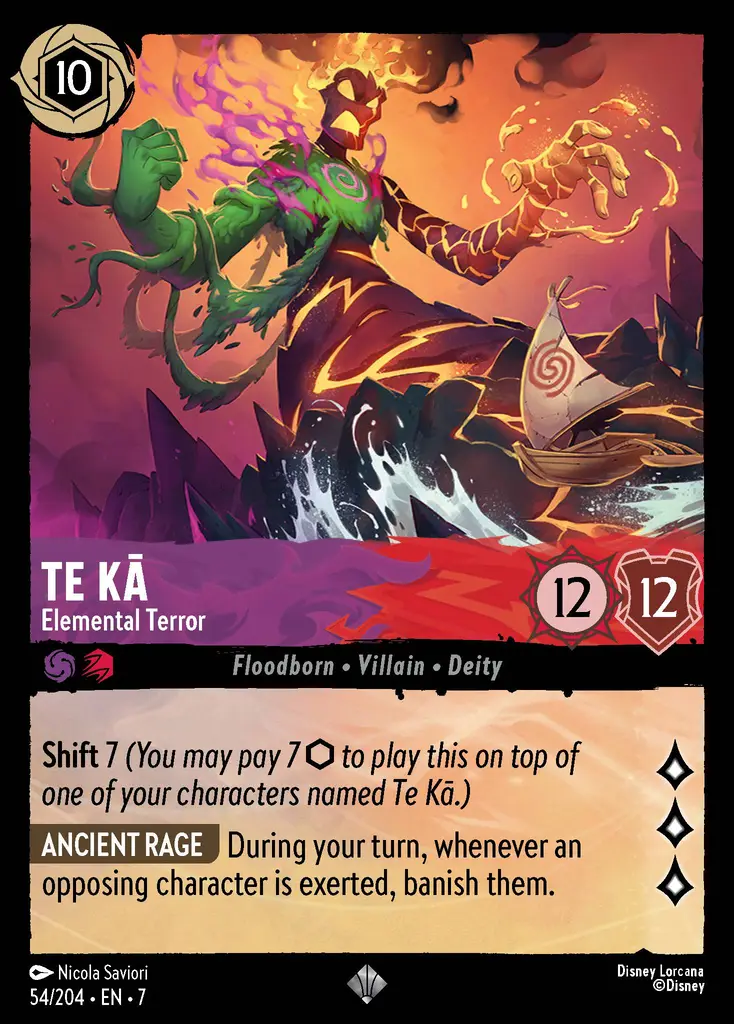 10
TE KĀ
Elemental Terror
12
12
Floodborn • Villain • Deity
Shift 7 (You may pay 7 ⬡ to play this on top of
one of your characters named Te Kā.)
ANCIENT RAGE During your turn, whenever an
opposing character is exerted, banish them.
Nicola Saviori
54/204 • EN • 7
Disney Lorcana
©Disney